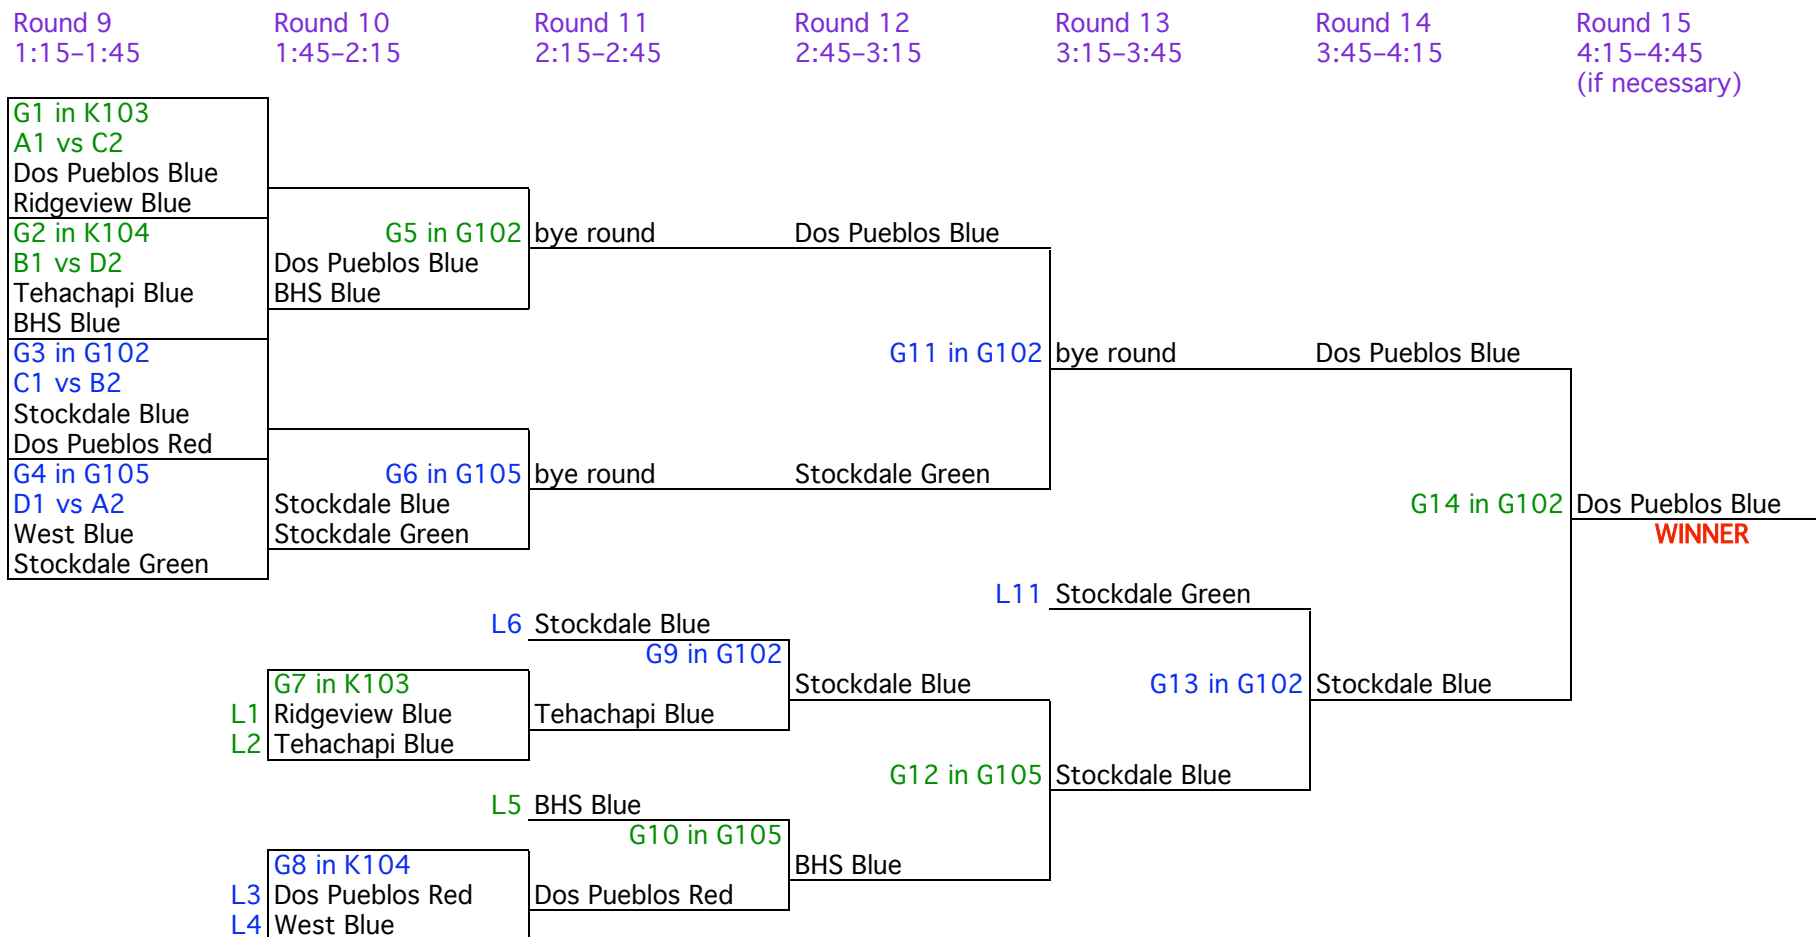 Round 9
1:15–1:45
Round 10
1:45–2:15
Round 11
2:15–2:45
Round 12
2:45–3:15
Round 13
3:15–3:45
Round 14
3:45–4:15
Round 15
4:15–4:45
(if necessary)
G1 in K103
A1 vs C2
Dos Pueblos Blue
Ridgeview Blue
G2 in K104
B1 vs D2
Tehachapi Blue
BHS Blue
G3 in G102
C1 vs B2
Stockdale Blue
Dos Pueblos Red
G4 in G105
D1 vs A2
West Blue
Stockdale Green
G5 in G102
Dos Pueblos Blue
BHS Blue
G6 in G105
Stockdale Blue
Stockdale Green
G7 in K103
L1 Ridgeview Blue
L2 Tehachapi Blue
G8 in K104
L3 Dos Pueblos Red
L4 West Blue
bye round
bye round
L6 Stockdale Blue
G9 in G102
Tehachapi Blue
L5 BHS Blue
G10 in G105
Dos Pueblos Red
Dos Pueblos Blue
G11 in G102
Stockdale Green
Stockdale Blue
G12 in G105
BHS Blue
bye round
L11 Stockdale Green
G13 in G102
Stockdale Blue
Dos Pueblos Blue
G14 in G102
Stockdale Blue
Dos Pueblos Blue
WINNER